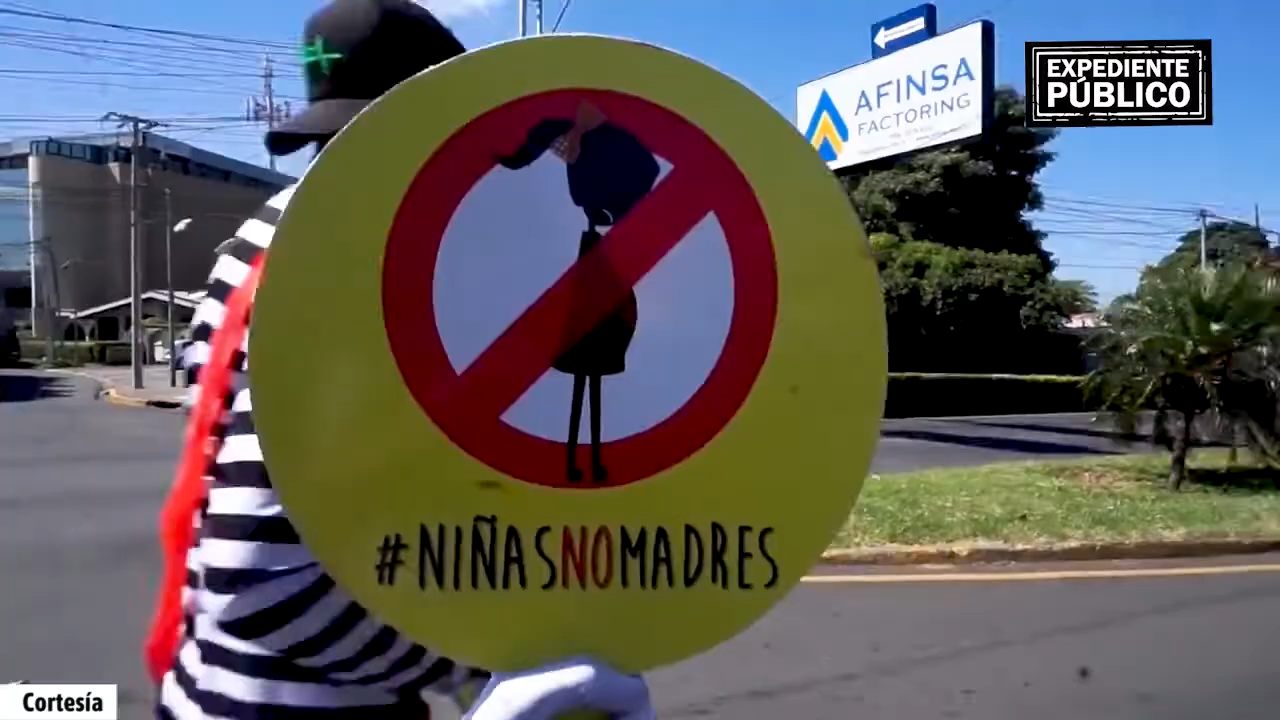 EXPEDIENTE
PÚBLICO
AFINSA
FACTORING
#NIÑASNOMADRES
Cortesía